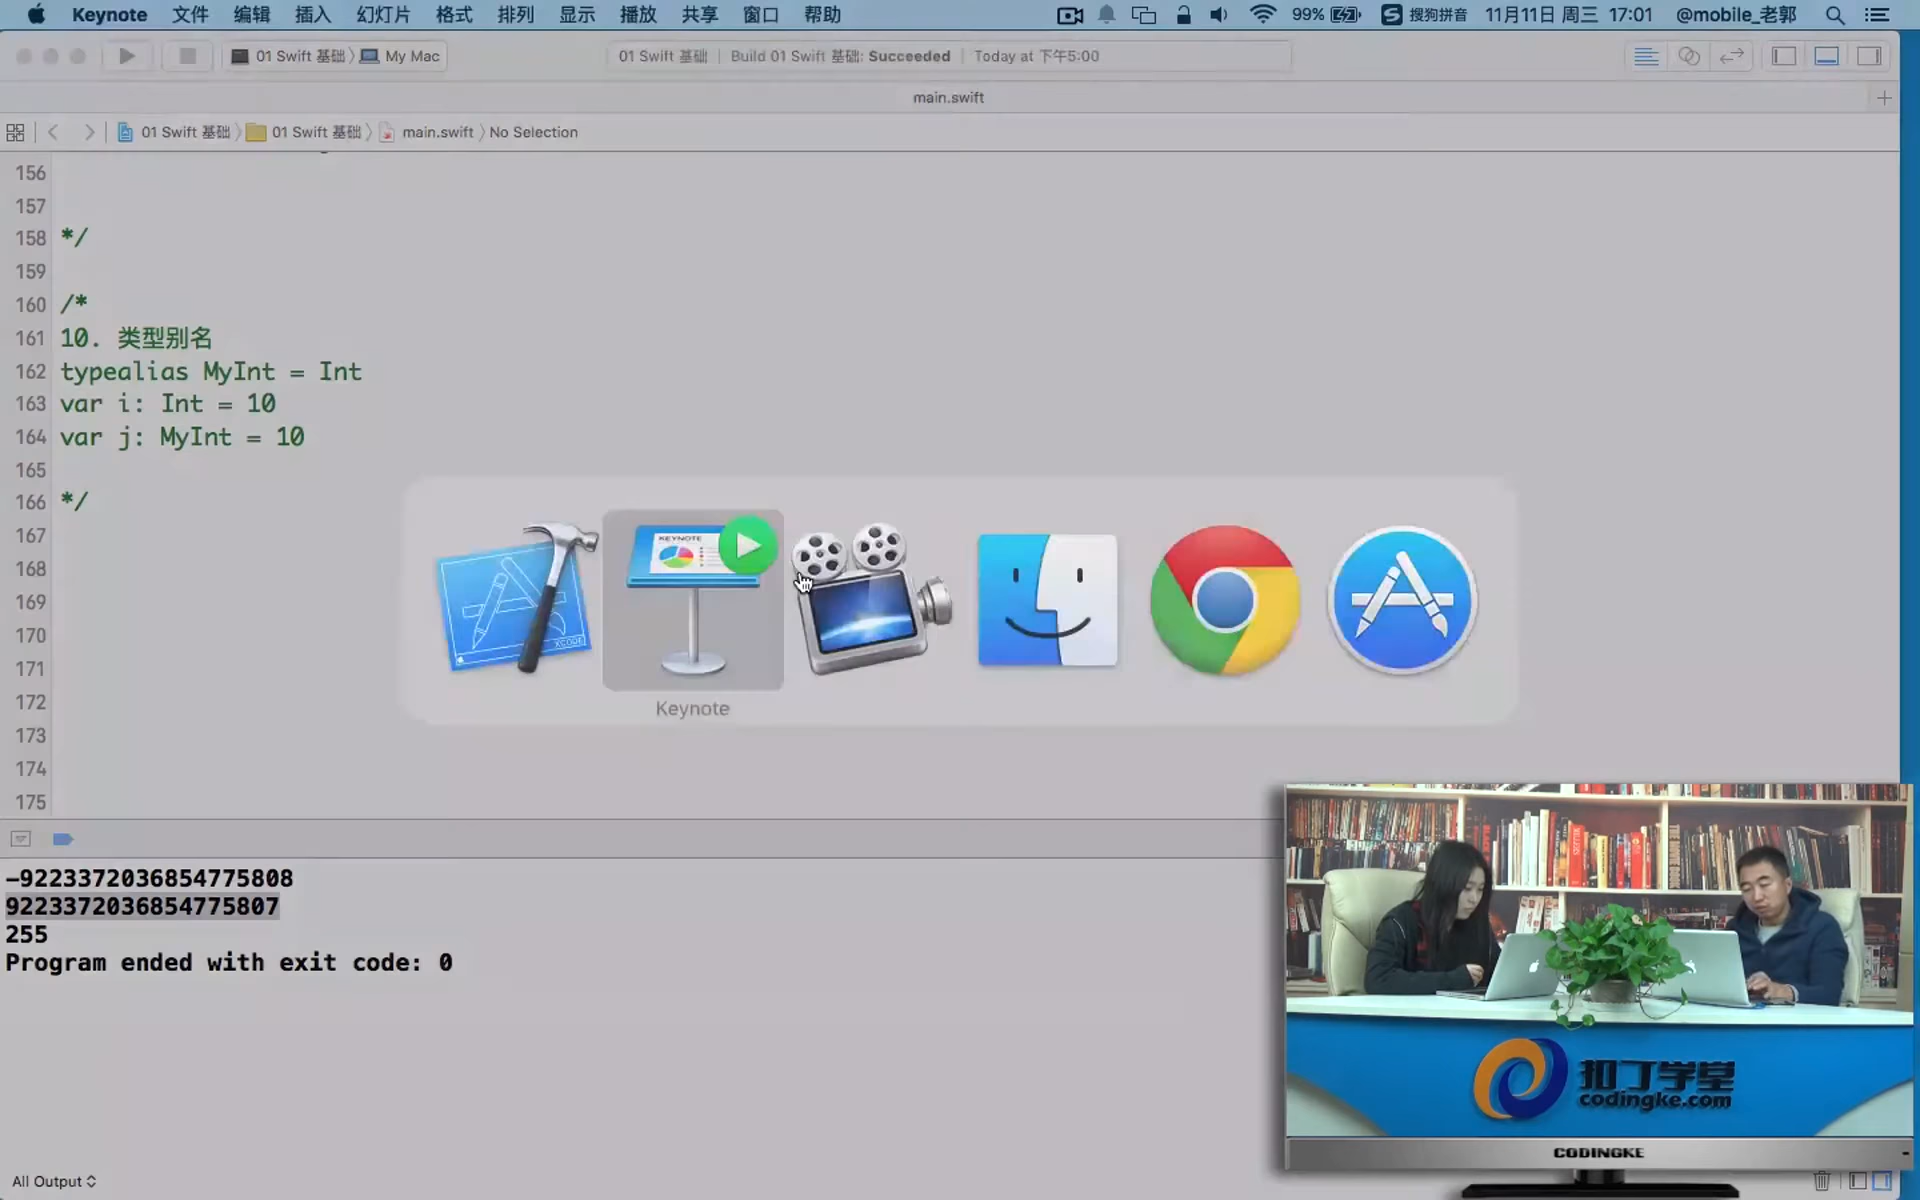 Keynote 文件 编辑 插入 幻灯片 格式 排列 显示 播放 共享 窗口 帮助 99% 搜狗拼音 11月11日 周三 17:01 @mobile_老郭
01 Swift 基础 My Mac 01 Swift 基础 Build 01 Swift 基础: Succeeded Today at 下午5:00
main.swift
01 Swift 基础 01 Swift 基础 main.swift No Selection
156
157
158 */
159
160 /*
161 10. 类型别名
162 typealias MyInt = Int
163 var i: Int = 10
164 var j: MyInt = 10
165
166 */
167
168
169
170
171
172
173
174
175
KEYNOTE
XCODE
Keynote
-9223372036854775808
9223372036854775807
255
Program ended with exit code: 0
扣丁学堂
codingke.com
CODINGKE
All Output